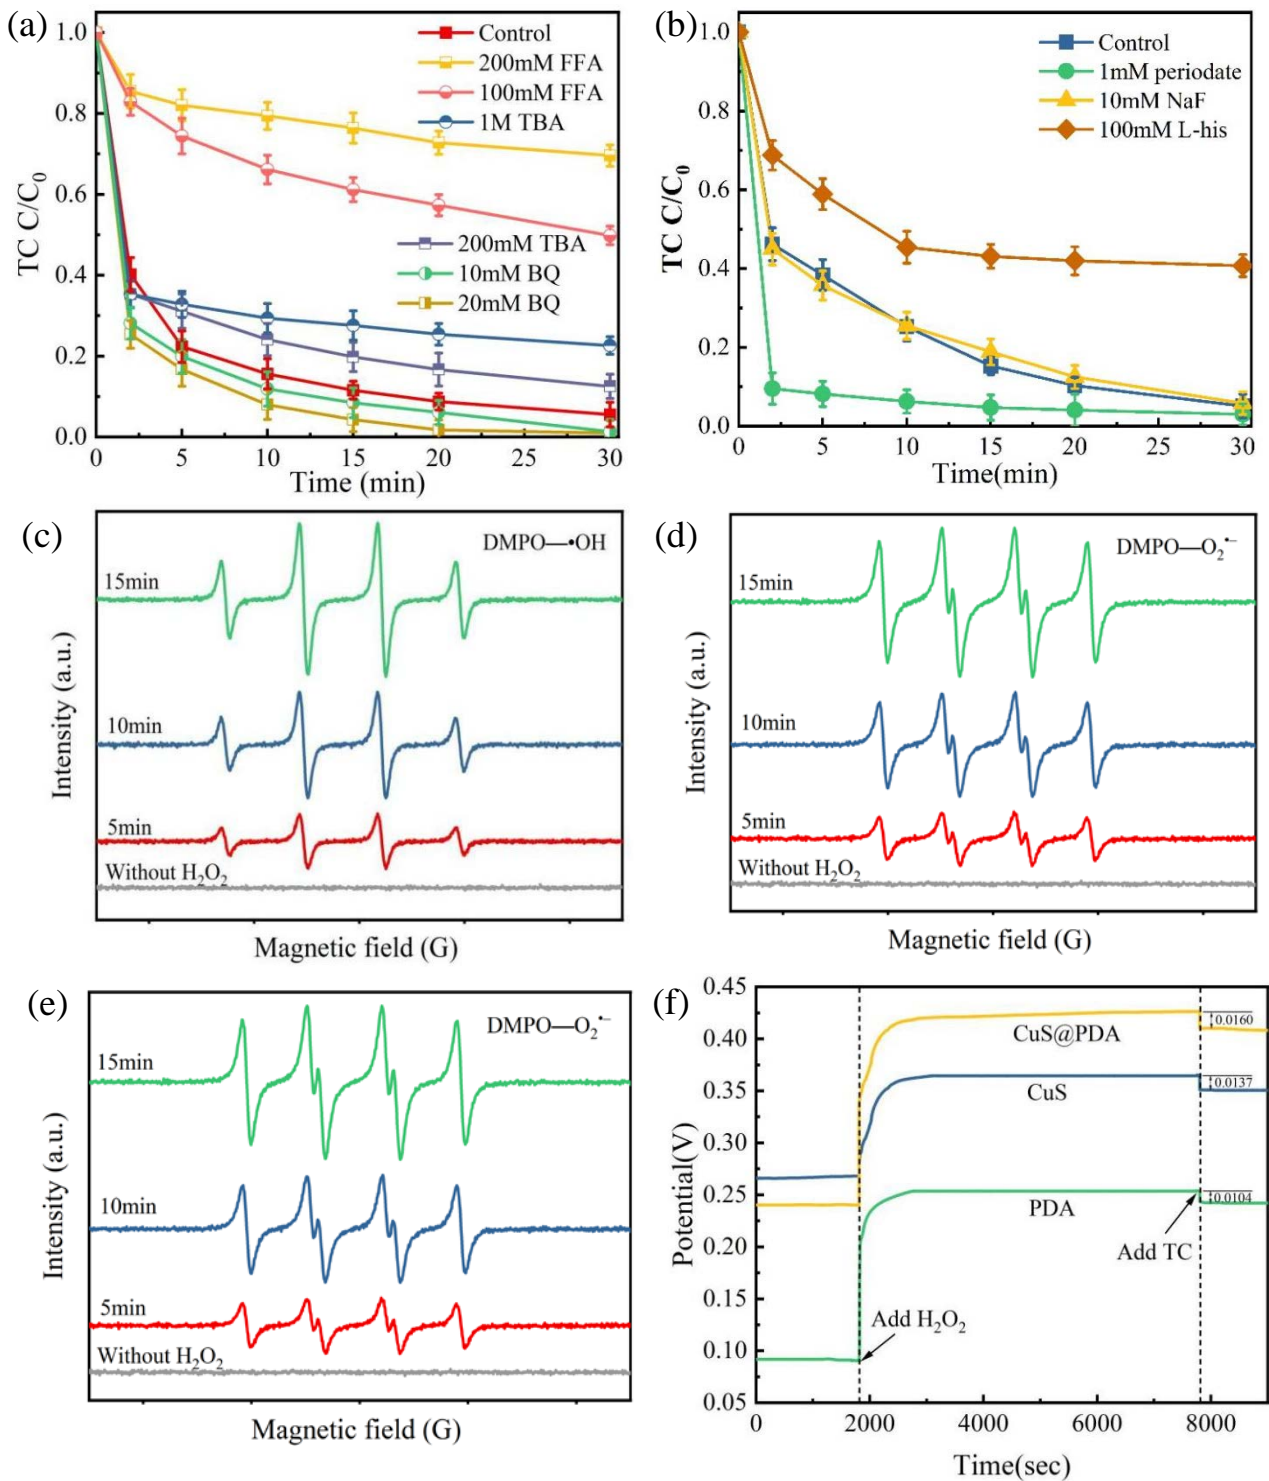 (a)
1.0
0.8
0.6
0.4
0.2
0.0
TC C/C₀
Control
200mM FFA
100mM FFA
1M TBA
200mM TBA
10mM BQ
20mM BQ
0 5 10 15 20 30
Time (min)
(b)
1.0
0.8
0.6
0.4
0.2
0.0
TC C/C₀
Control
1mM periodate
10mM NaF
100mM L-his
0 5 10 15 20 30
Time(min)
(c)
DMPO—•OH
15min
10min
5min
Without H₂O₂
Intensity (a.u.)
Magnetic field (G)
(d)
DMPO—O₂•−
15min
10min
5min
Without H₂O₂
Intensity (a.u.)
Magnetic field (G)
(e)
DMPO—O₂•−
15min
10min
5min
Without H₂O₂
Intensity (a.u.)
Magnetic field (G)
(f)
0.45
0.40
0.35
0.30
0.25
0.20
0.15
0.10
0.05
Potential(V)
0.0160
CuS@PDA
0.0137
CuS
0.0104
PDA
Add TC
Add H₂O₂
0 2000 4000 6000 8000
Time(sec)